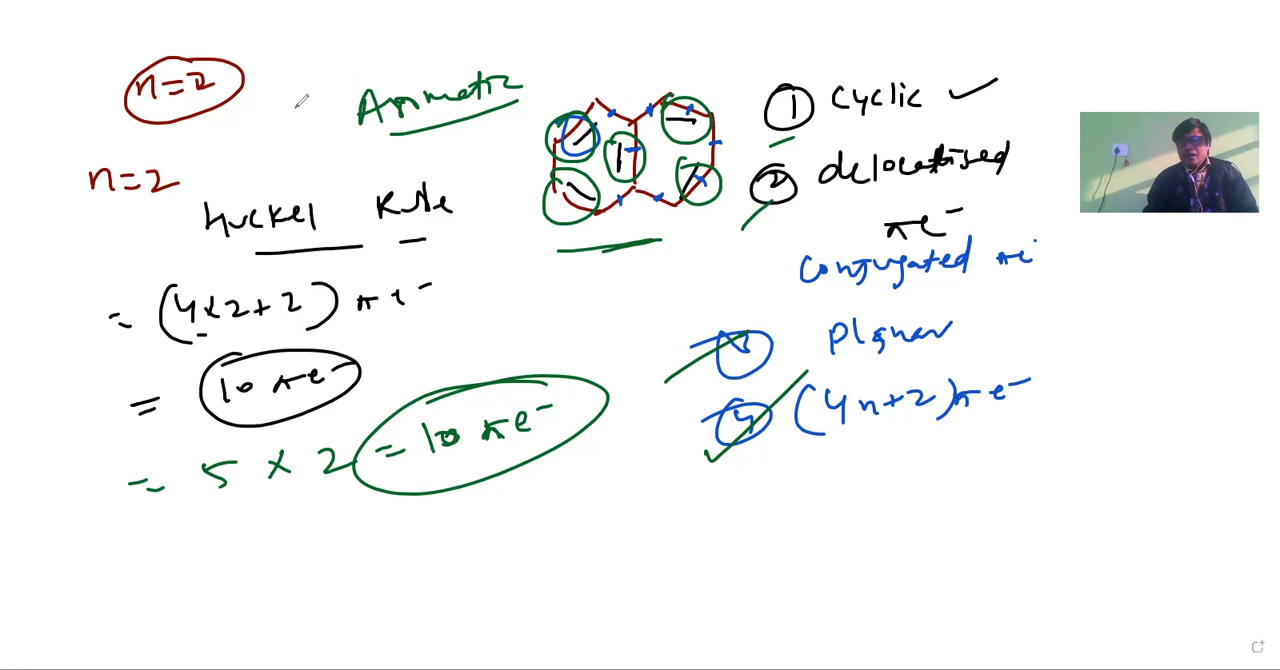 n=2
Aromatic
① cyclic ✓
② delocalised
πe⁻
conjugated πe⁻
n=2
Huckel Rule
= (4×2+2) πe⁻
planar
= 10 πe⁻
④ (4n+2)πe⁻
= 5 × 2 = 10 πe⁻